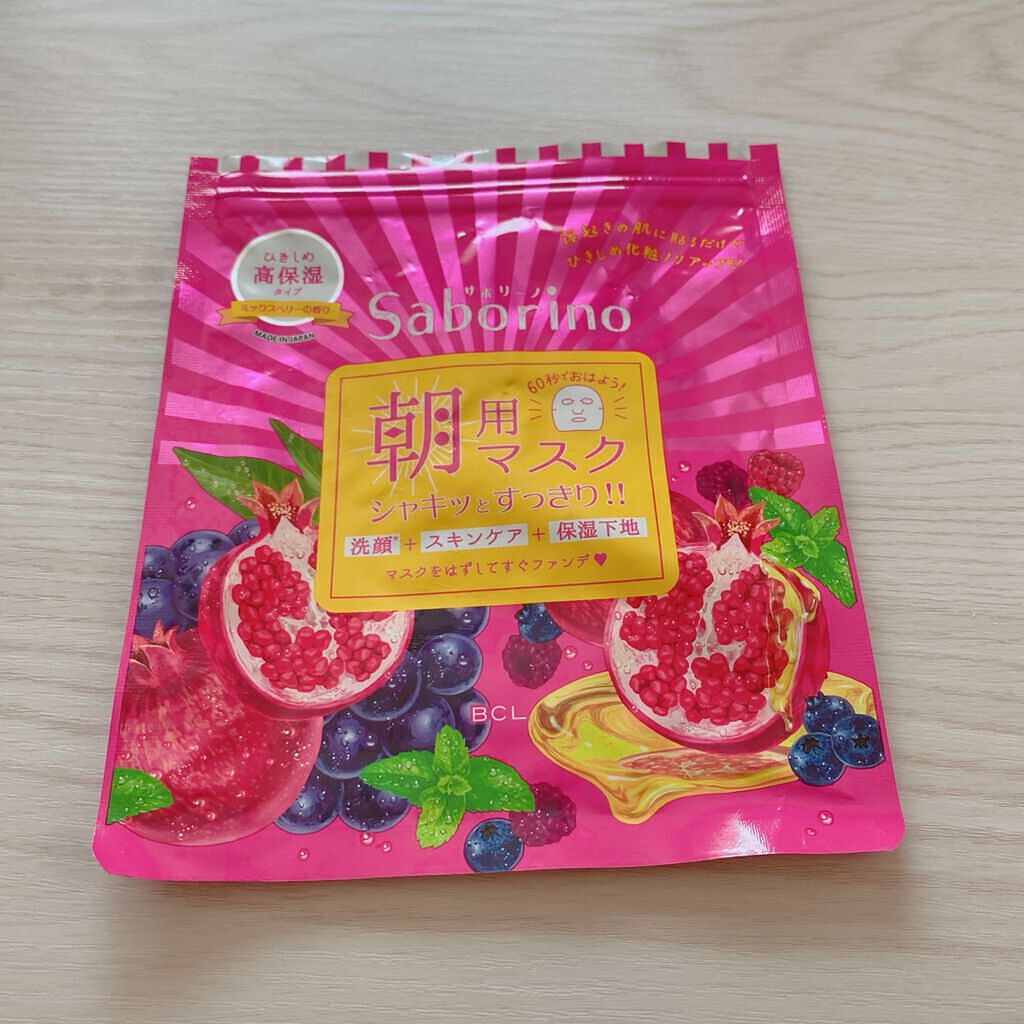 寝起きの肌に貼るだけで
ひきしめ化粧ノリアップ!
ひきしめ
高保湿
タイプ
ミックスベリーの香り
MADE IN JAPAN
サボリーノ
Saborino
60秒でおはよう!
朝用マスク
シャキッとすっきり!!
洗顔*+スキンケア+保湿下地
マスクをはずしてすぐファンデ♥
BCL